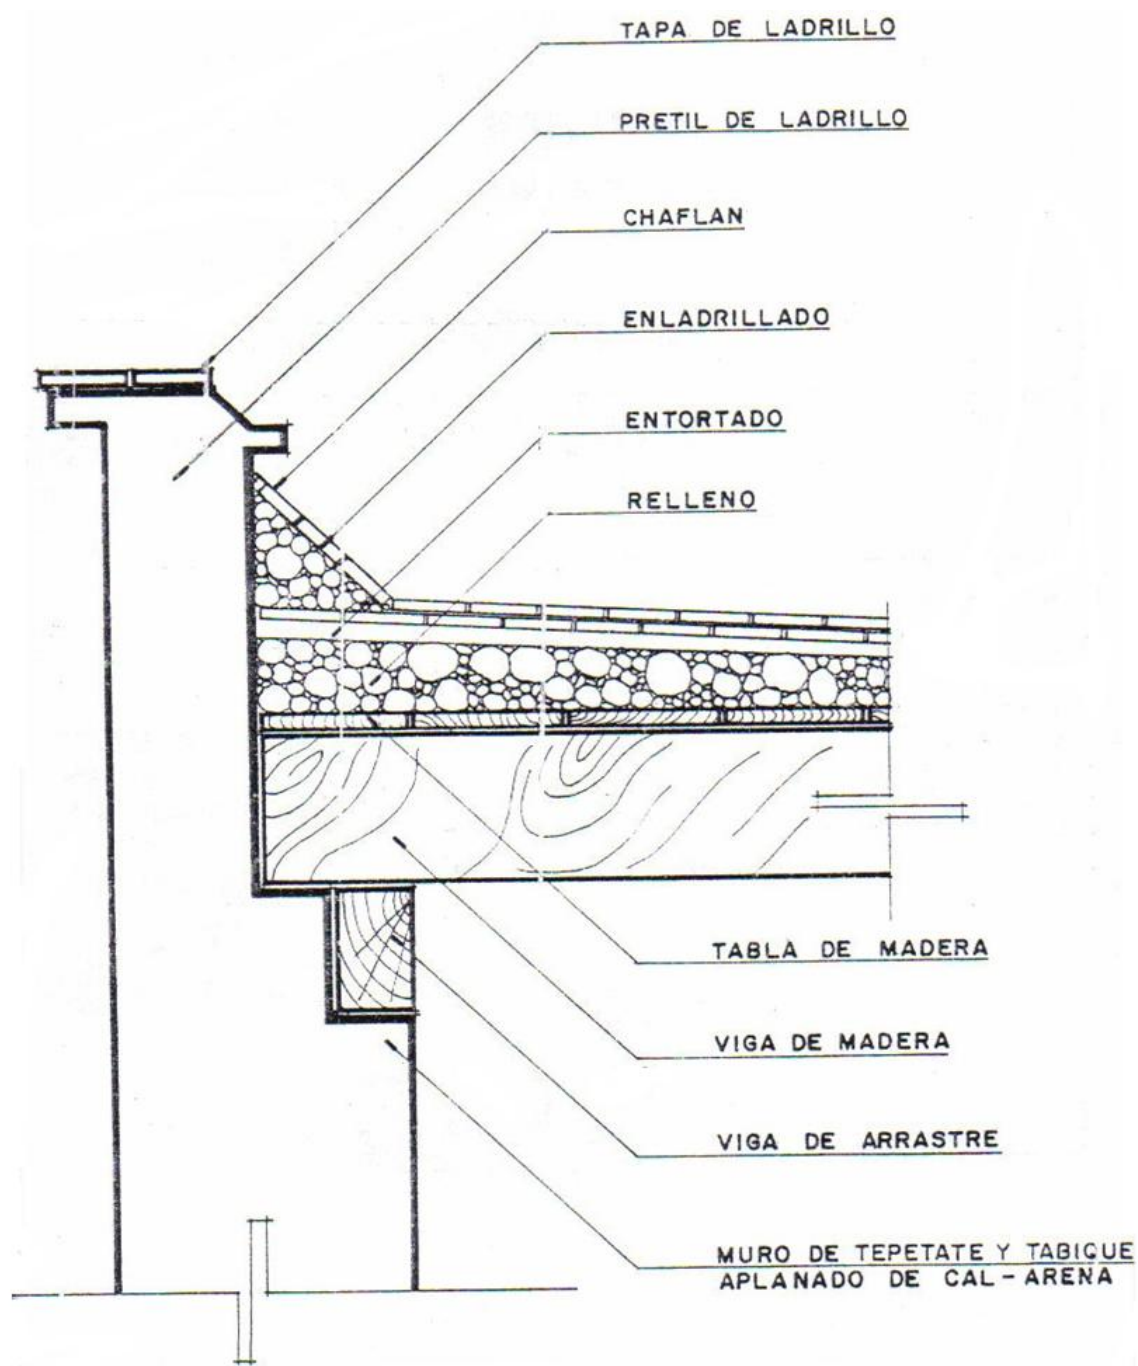 TAPA DE LADRILLO
PRETIL DE LADRILLO
CHAFLAN
ENLADRILLADO
ENTORTADO
RELLENO
TABLA DE MADERA
VIGA DE MADERA
VIGA DE ARRASTRE
MURO DE TEPETATE Y TABIQUE
APLANADO DE CAL-ARENA